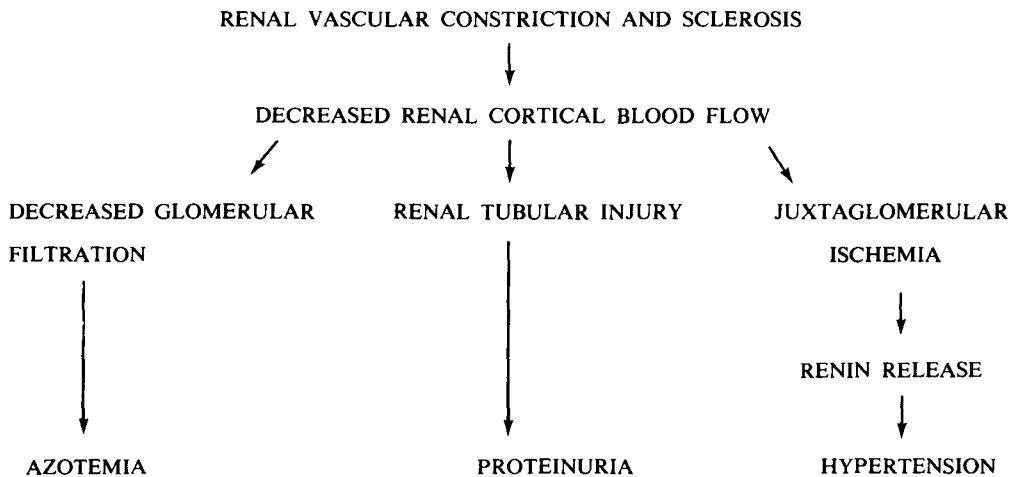 RENAL VASCULAR CONSTRICTION AND SCLEROSIS
DECREASED RENAL CORTICAL BLOOD FLOW
DECREASED GLOMERULAR
FILTRATION
RENAL TUBULAR INJURY
JUXTAGLOMERULAR
ISCHEMIA
RENIN RELEASE
AZOTEMIA
PROTEINURIA
HYPERTENSION